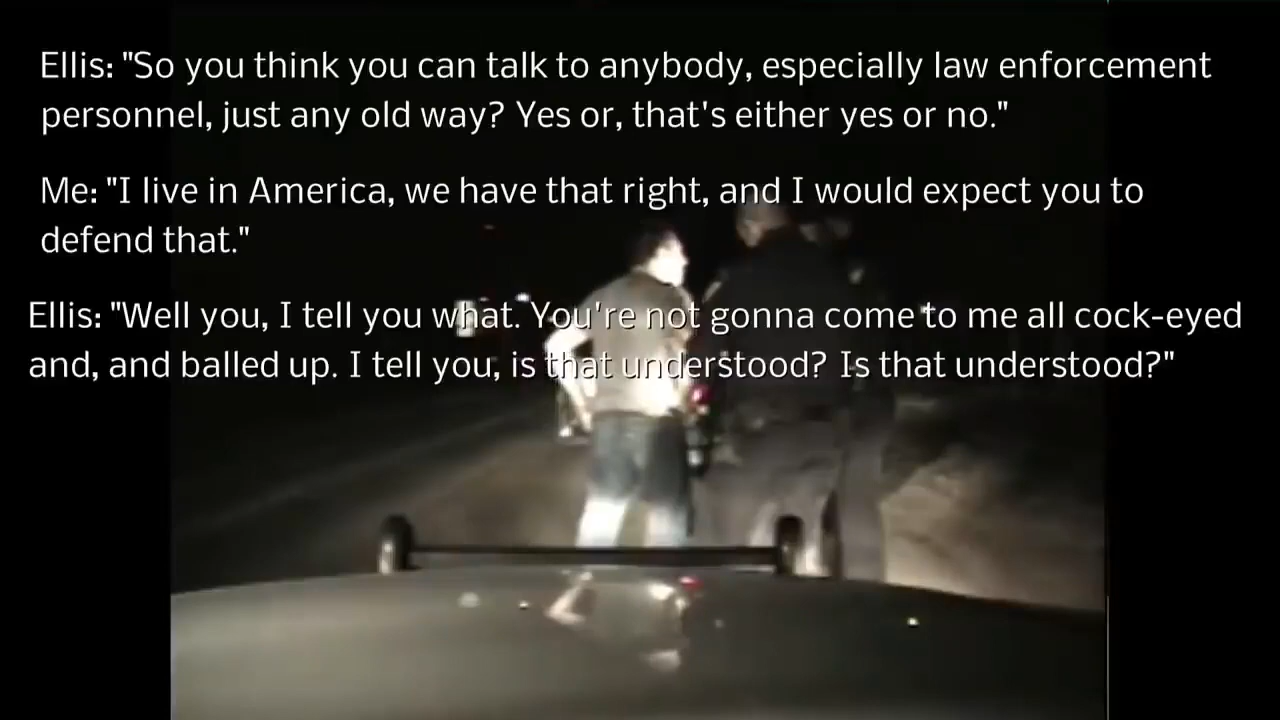 Ellis: "So you think you can talk to anybody, especially law enforcement
personnel, just any old way? Yes or, that's either yes or no."
Me: "I live in America, we have that right, and I would expect you to
defend that."
Ellis: "Well you, I tell you what. You're not gonna come to me all cock-eyed
and, and balled up. I tell you, is that understood? Is that understood?"